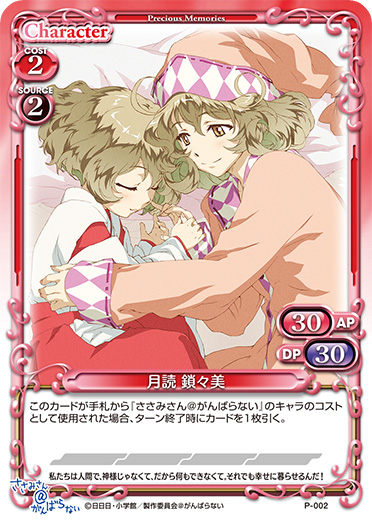 Precious Memories
Character
COST
2
SOURCE
2
30 AP
DP 30
月読 鎖々美
このカードが手札から『ささみさん@がんばらない』のキャラのコスト
として使用された場合、ターン終了時にカードを1枚引く。
私たちは人間で、神様じゃなくて、だから何もできなくて、それでも幸せに暮らせるんだ!
ささみさん
@
がんばらない
©日日日・小学館/製作委員会@がんばらない
P-002